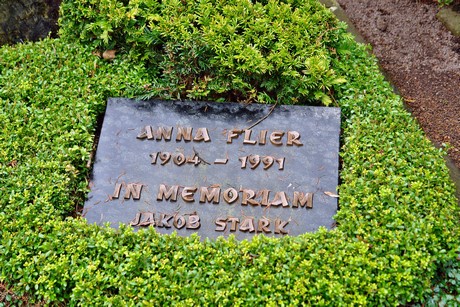 ANNA FLIER
1904 - 1991
IN MEMORIAM
JAKOB STARK